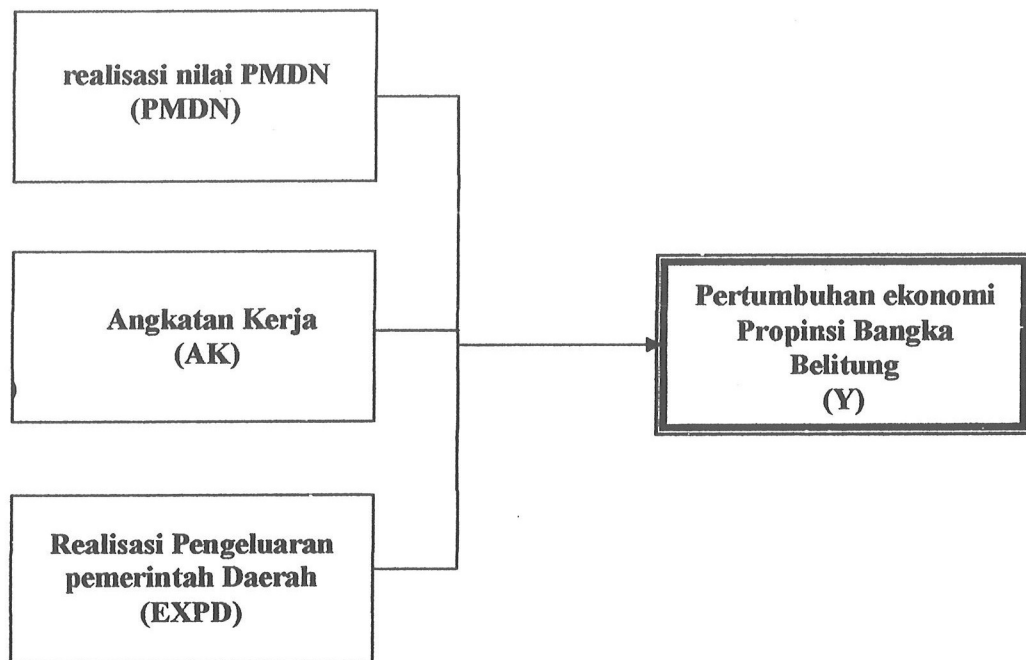 realisasi nilai PMDN
(PMDN)
Angkatan Kerja
(AK)
Realisasi Pengeluaran
pemerintah Daerah
(EXPD)
Pertumbuhan ekonomi
Propinsi Bangka
Belitung
(Y)